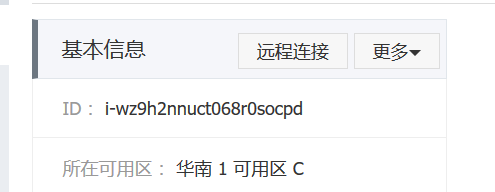 基本信息 远程连接 更多
ID： i-wz9h2nnuct068r0socpd
所在可用区： 华南 1 可用区 C